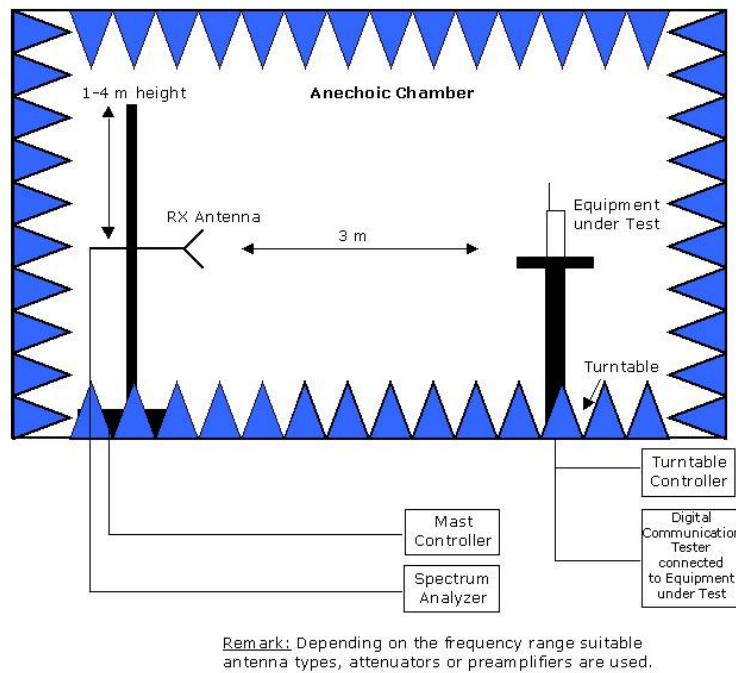 Anechoic Chamber
1-4 m height
RX Antenna
3 m
Equipment
under Test
Turntable
Turntable
Controller
Mast
Controller
Digital
Communication
Tester
connected
to Equipment
under Test
Spectrum
Analyzer
Remark: Depending on the frequency range suitable
antenna types, attenuators or preamplifiers are used.